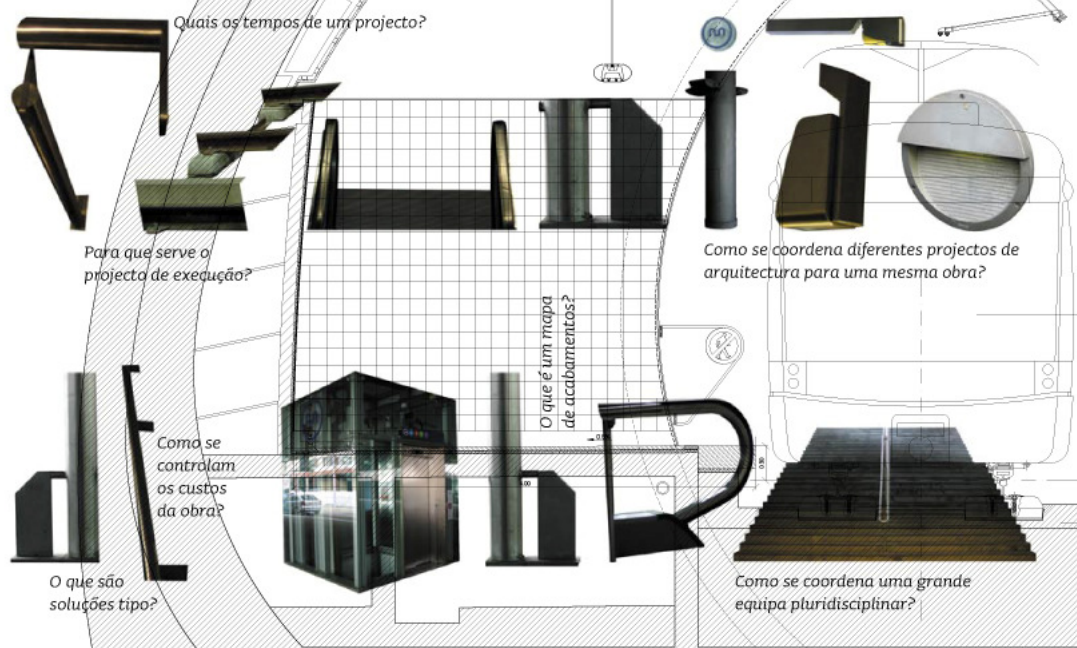 Quais os tempos de um projecto?
Para que serve o
projecto de execução?
Como se coordena diferentes projectos de
arquitectura para uma mesma obra?
O que é um mapa
de acabamentos?
Como se
controlam
os custos
da obra?
O que são
soluções tipo?
Como se coordena uma grande
equipa pluridisciplinar?